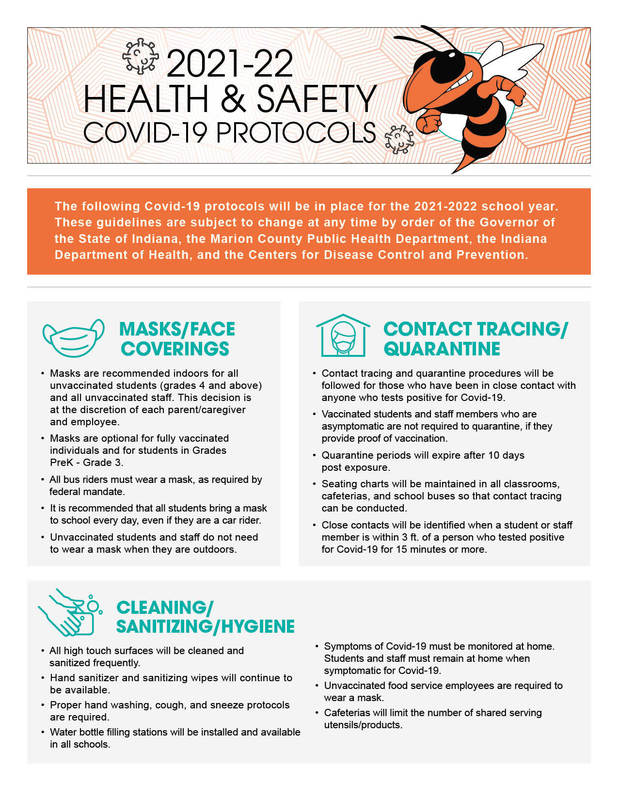 2021-22
HEALTH & SAFETY
COVID-19 PROTOCOLS
The following Covid-19 protocols will be in place for the 2021-2022 school year.
These guidelines are subject to change at any time by order of the Governor of
the State of Indiana, the Marion County Public Health Department, the Indiana
Department of Health, and the Centers for Disease Control and Prevention.
MASKS/FACE
COVERINGS
• Masks are recommended indoors for all
unvaccinated students (grades 4 and above)
and all unvaccinated staff. This decision is
at the discretion of each parent/caregiver
and employee.
• Masks are optional for fully vaccinated
individuals and for students in Grades
PreK - Grade 3.
• All bus riders must wear a mask, as required by
federal mandate.
• It is recommended that all students bring a mask
to school every day, even if they are a car rider.
• Unvaccinated students and staff do not need
to wear a mask when they are outdoors.
CONTACT TRACING/
QUARANTINE
• Contact tracing and quarantine procedures will be
followed for those who have been in close contact with
anyone who tests positive for Covid-19.
• Vaccinated students and staff members who are
asymptomatic are not required to quarantine, if they
provide proof of vaccination.
• Quarantine periods will expire after 10 days
post exposure.
• Seating charts will be maintained in all classrooms,
cafeterias, and school buses so that contact tracing
can be conducted.
• Close contacts will be identified when a student or staff
member is within 3 ft. of a person who tested positive
for Covid-19 for 15 minutes or more.
CLEANING/
SANITIZING/HYGIENE
• All high touch surfaces will be cleaned and
sanitized frequently.
• Hand sanitizer and sanitizing wipes will continue to
be available.
• Proper hand washing, cough, and sneeze protocols
are required.
• Water bottle filling stations will be installed and available
in all schools.
• Symptoms of Covid-19 must be monitored at home.
Students and staff must remain at home when
symptomatic for Covid-19.
• Unvaccinated food service employees are required to
wear a mask.
• Cafeterias will limit the number of shared serving
utensils/products.